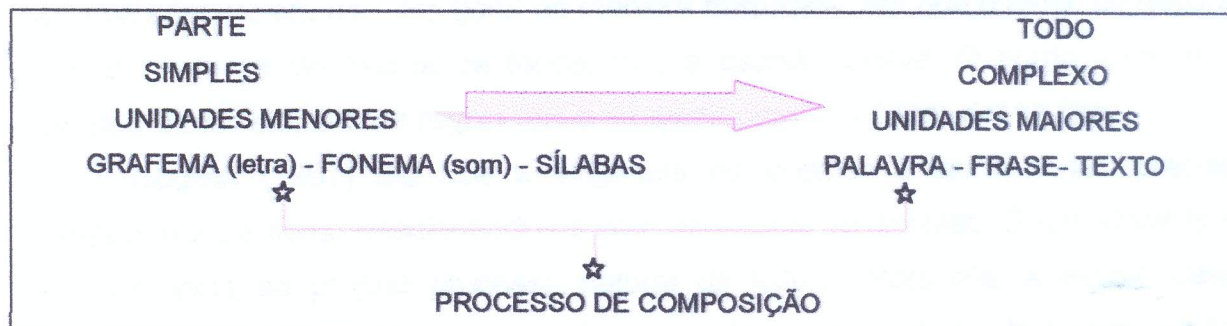 PARTE TODO
SIMPLES COMPLEXO
UNIDADES MENORES UNIDADES MAIORES
GRAFEMA (letra) - FONEMA (som) - SÍLABAS PALAVRA - FRASE- TEXTO
PROCESSO DE COMPOSIÇÃO